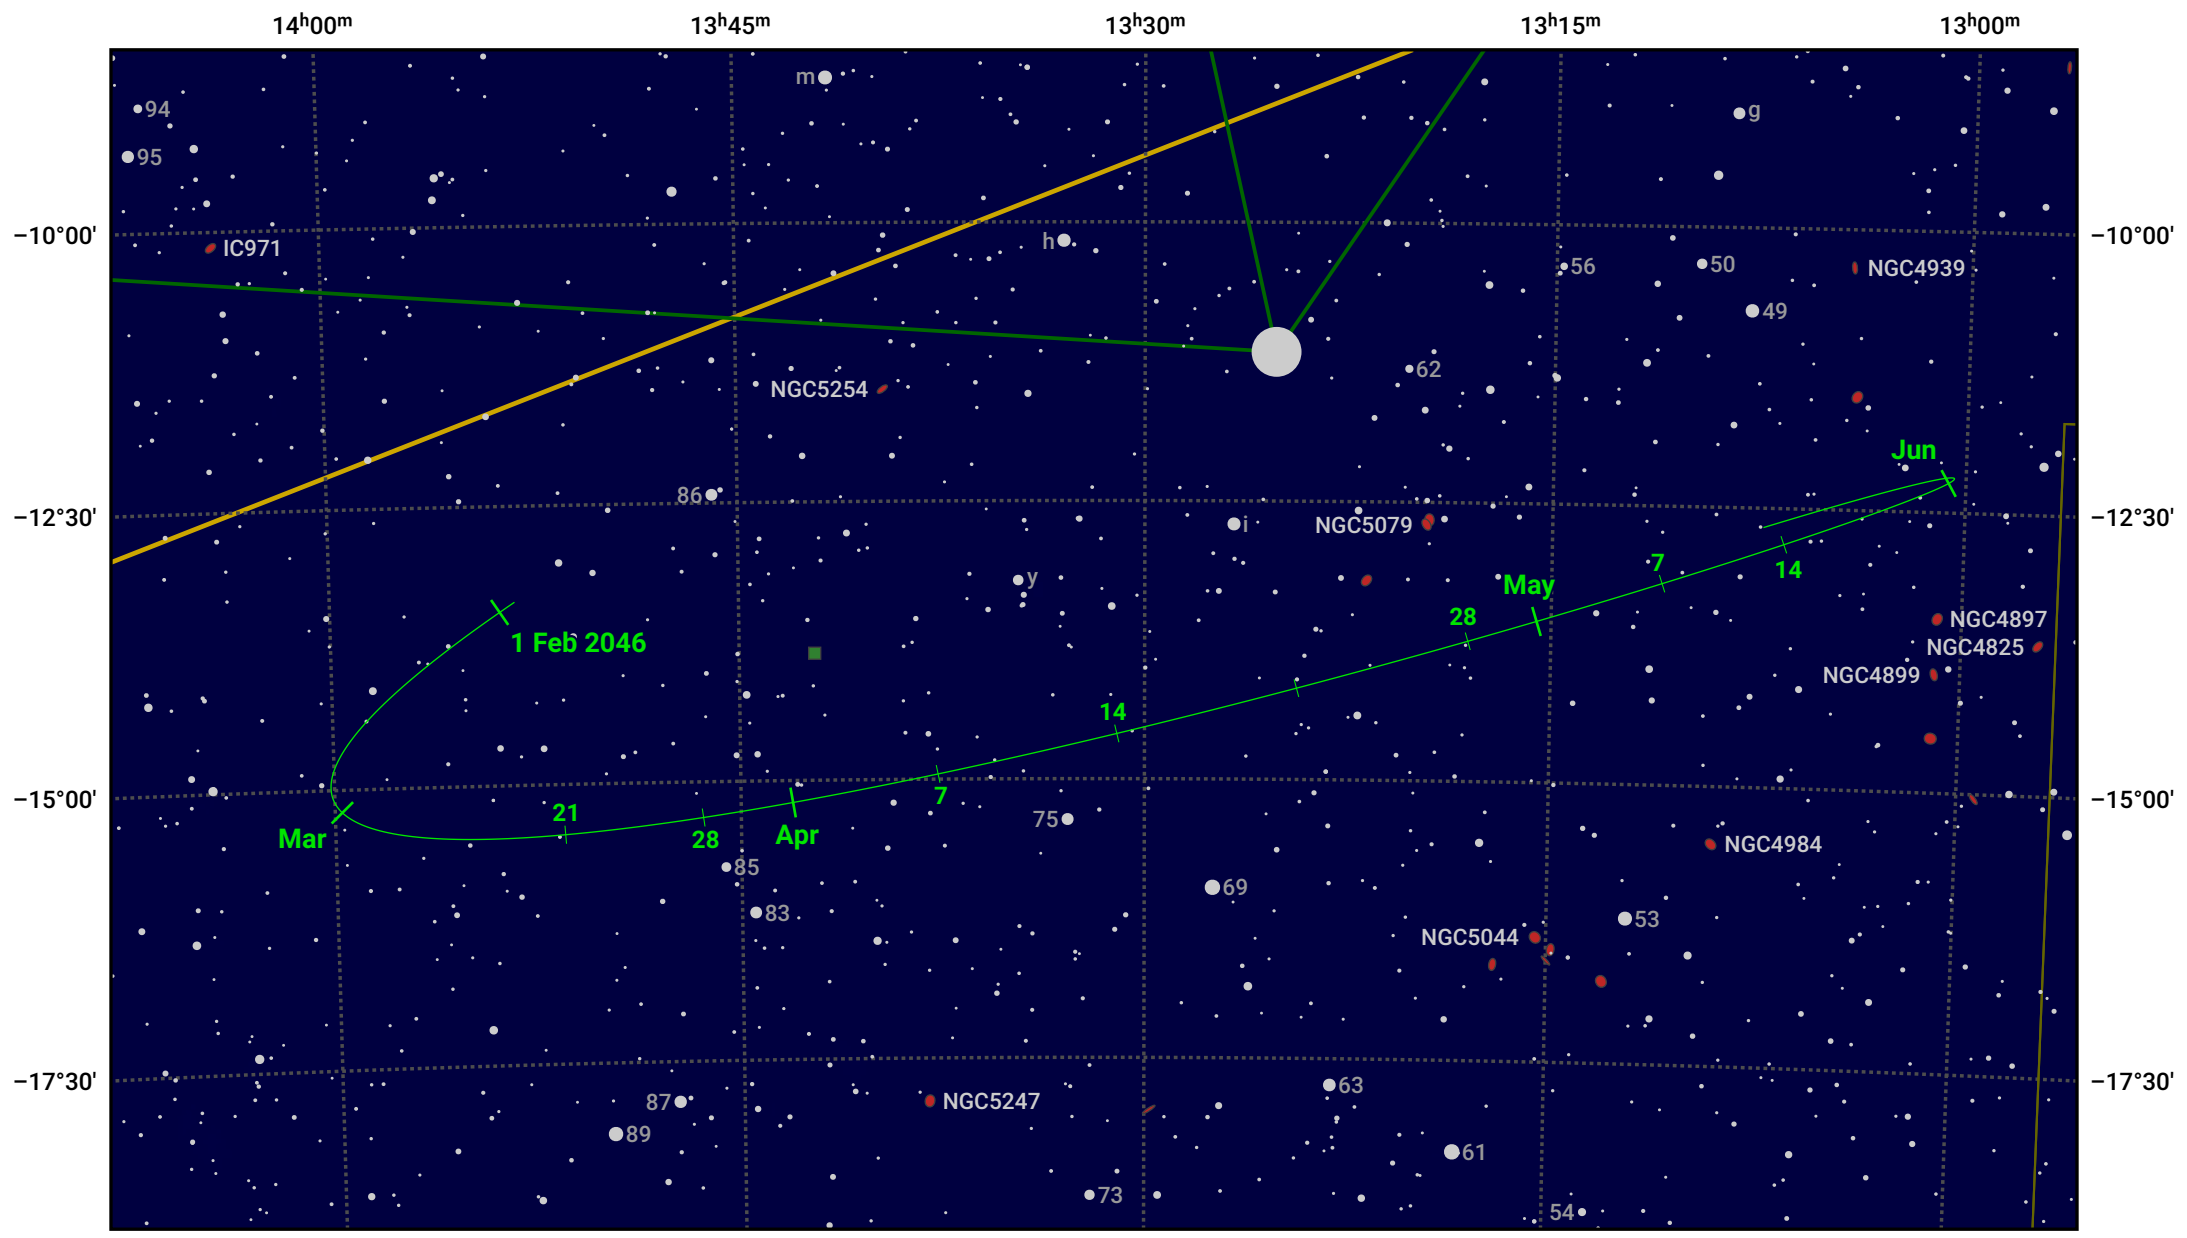 14ʰ00ᵐ 13ʰ45ᵐ 13ʰ30ᵐ 13ʰ15ᵐ 13ʰ00ᵐ
m
94
g
95
−10°00' −10°00'
h
IC971
56
50
NGC4939
49
62
NGC5254
Jun
86
−12°30' −12°30'
NGC5079
i
7
14
y
May
28
NGC4897
1 Feb 2046
NGC4825
NGC4899
14
7
−15°00' −15°00'
21
75
Mar
28
Apr
NGC4984
85
69
83
53
NGC5044
−17°30' −17°30'
63
87
NGC5247
89
61
73
54